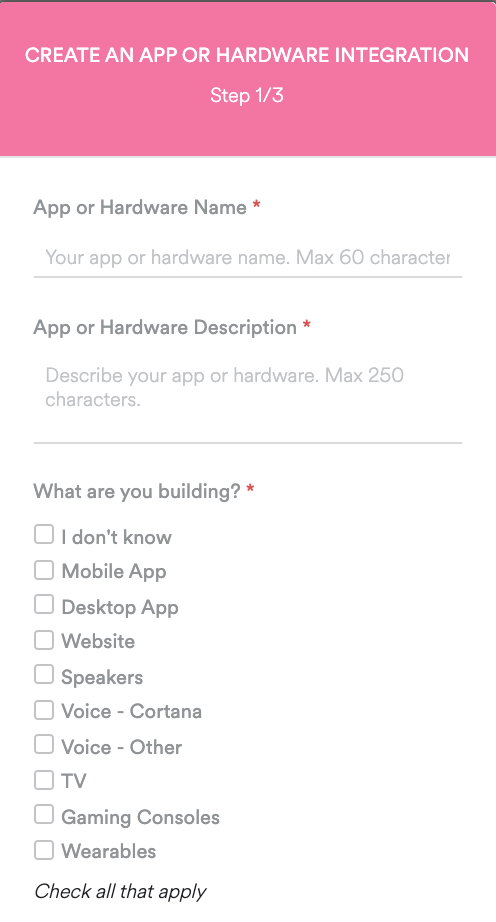 CREATE AN APP OR HARDWARE INTEGRATION
Step 1/3
App or Hardware Name *
Your app or hardware name. Max 60 character
App or Hardware Description *
Describe your app or hardware. Max 250
characters.
What are you building? *
I don't know
Mobile App
Desktop App
Website
Speakers
Voice - Cortana
Voice - Other
TV
Gaming Consoles
Wearables
Check all that apply